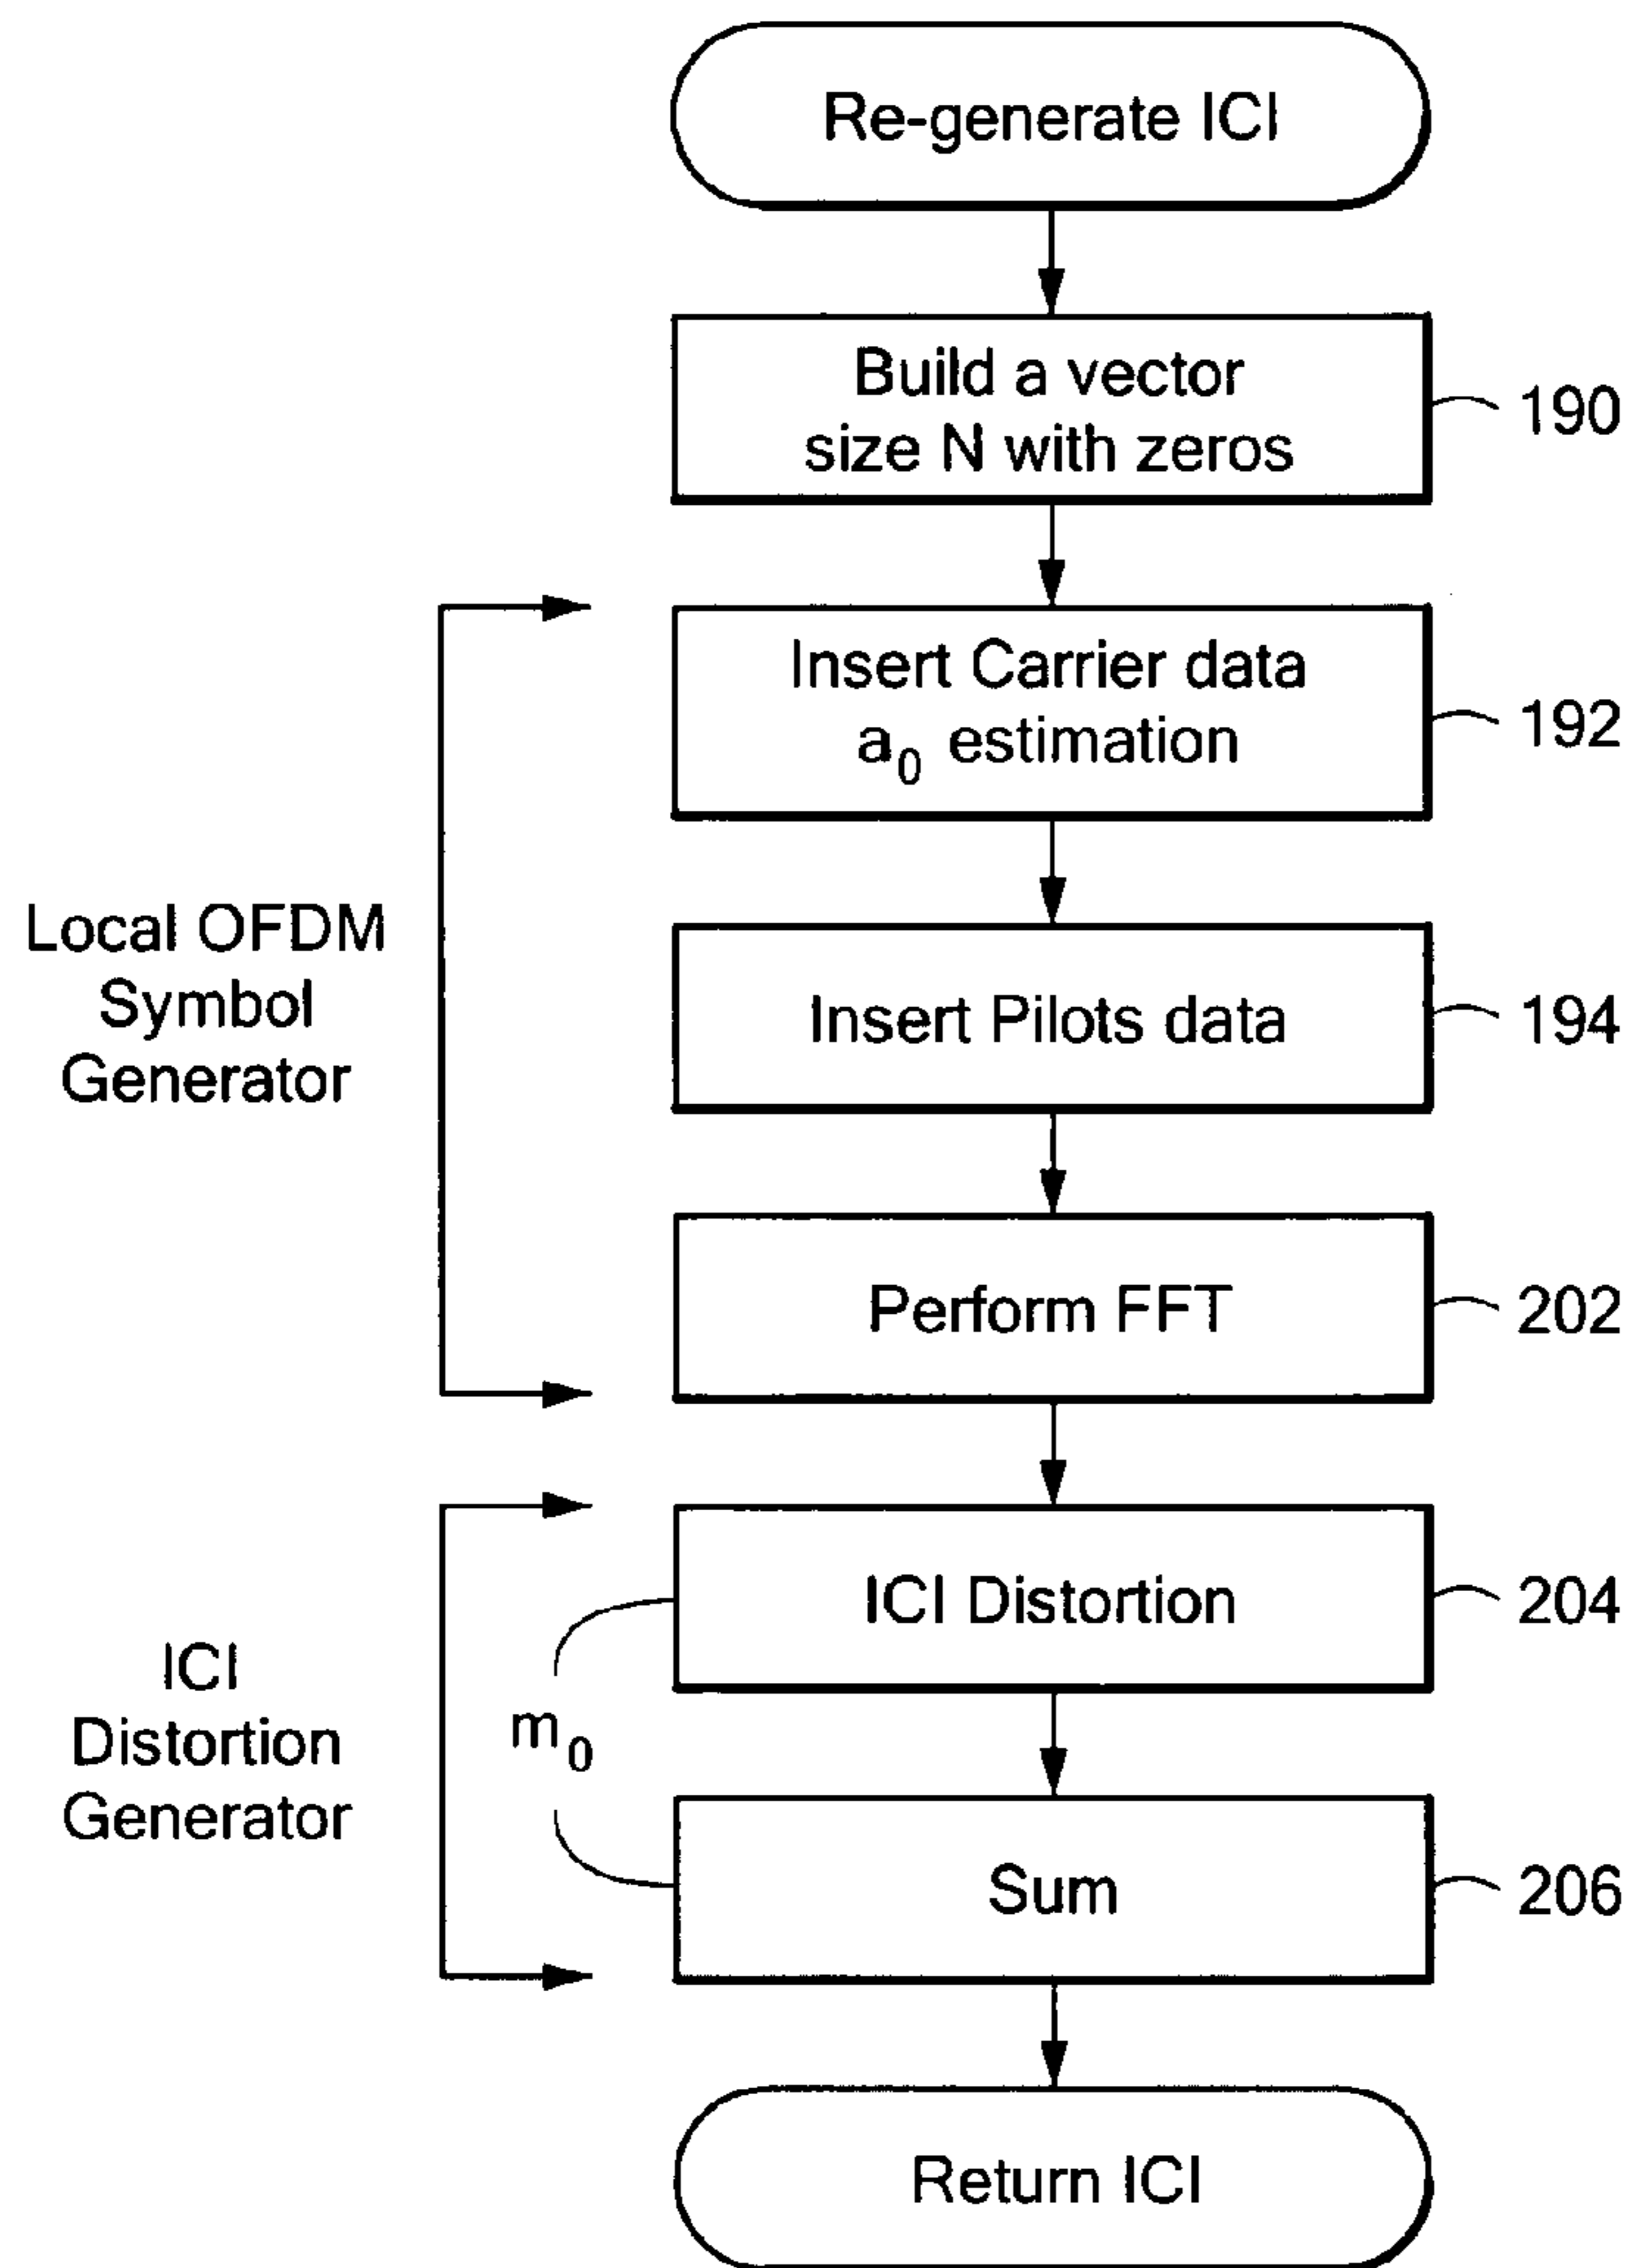 Re-generate ICI
Build a vector
size N with zeros
190
Insert Carrier data
a₀ estimation
192
Local OFDM
Symbol
Generator
Insert Pilots data
194
Perform FFT
202
ICI Distortion
204
ICI
Distortion
Generator
m₀
Sum
206
Return ICI